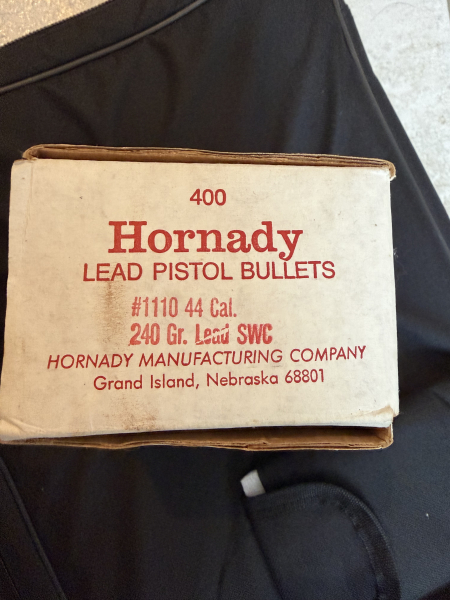 400
Hornady
LEAD PISTOL BULLETS
#1110 44 Cal.
240 Gr. Lead SWC
HORNADY MANUFACTURING COMPANY
Grand Island, Nebraska 68801